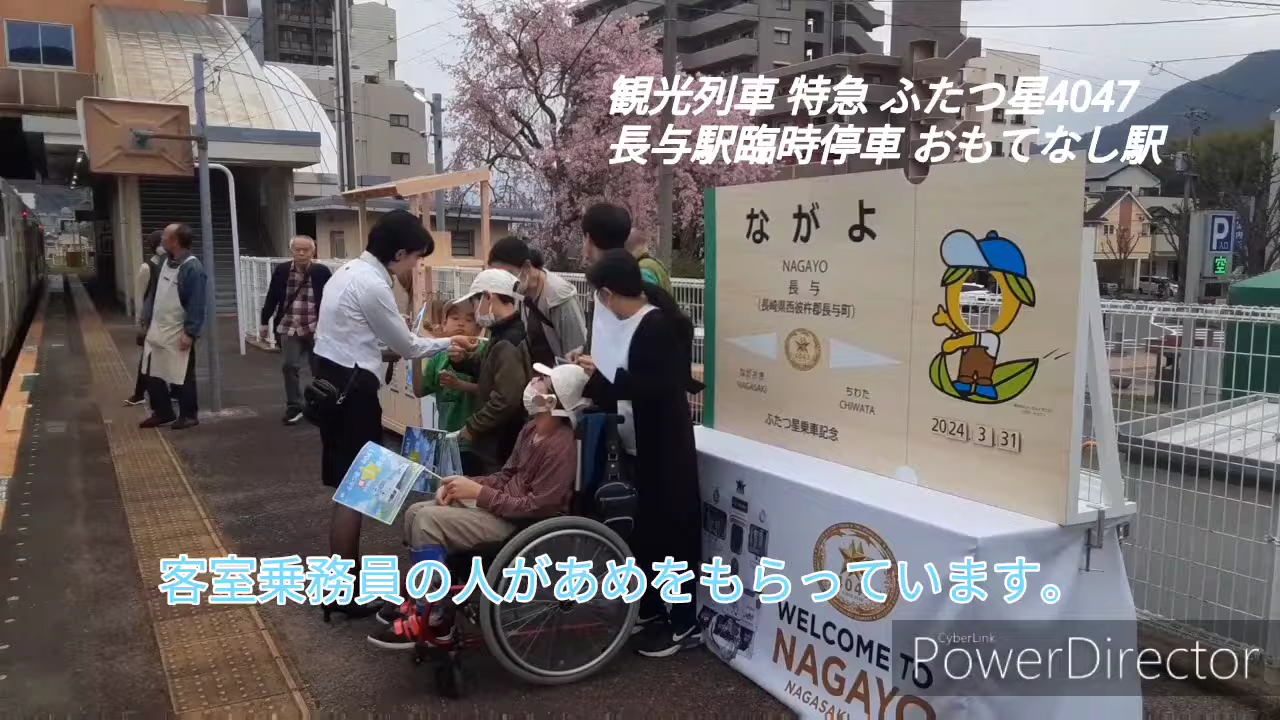 観光列車 特急 ふたつ星4047
長与駅臨時停車 おもてなし駅
ながよ
NAGAYO
長与
(長崎県西彼杵郡長与町)
ながさき
NAGASAKI
ちわた
CHIWATA
ふたつ星乗車記念
2024 3 31
P
入口
空
客室乗務員の人があめをもらっています。
WELCOME TO
NAGAYO
NAGASAKI
CyberLink
PowerDirector